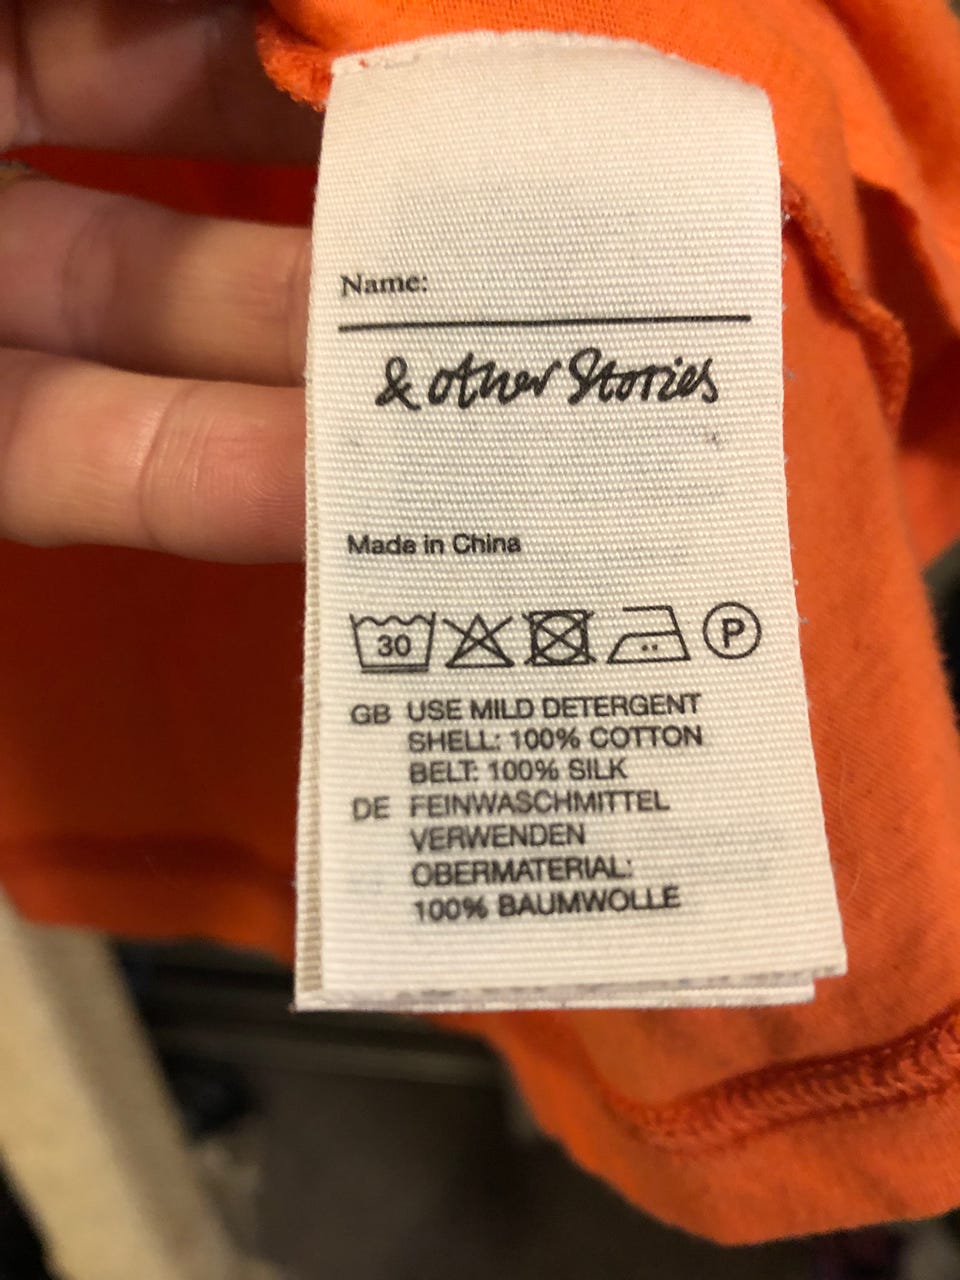 Name:
& other Stories
Made in China
30 P
GB USE MILD DETERGENT
SHELL: 100% COTTON
BELT: 100% SILK
DE FEINWASCHMITTEL
VERWENDEN
OBERMATERIAL:
100% BAUMWOLLE